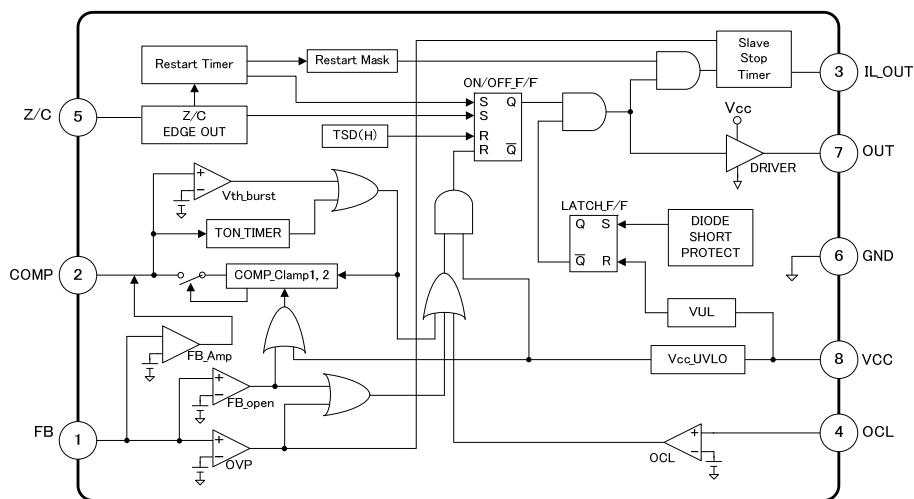 Slave
Stop
Timer
Restart Timer
Restart Mask
3
IL_OUT
ON/OFF_F/F
S Q
S
R
R Q̅
Z/C
5
Z/C
EDGE OUT
TSD(H)
Vcc
7
OUT
DRIVER
+
−
Vth_burst
TON_TIMER
LATCH_F/F
Q S
Q̅ R
DIODE
SHORT
PROTECT
6
GND
COMP
2
COMP_Clamp1, 2
VUL
+
−
FB_Amp
Vcc_UVLO
8
VCC
+
−
FB_open
FB
1
+
−
OVP
+
−
OCL
4
OCL